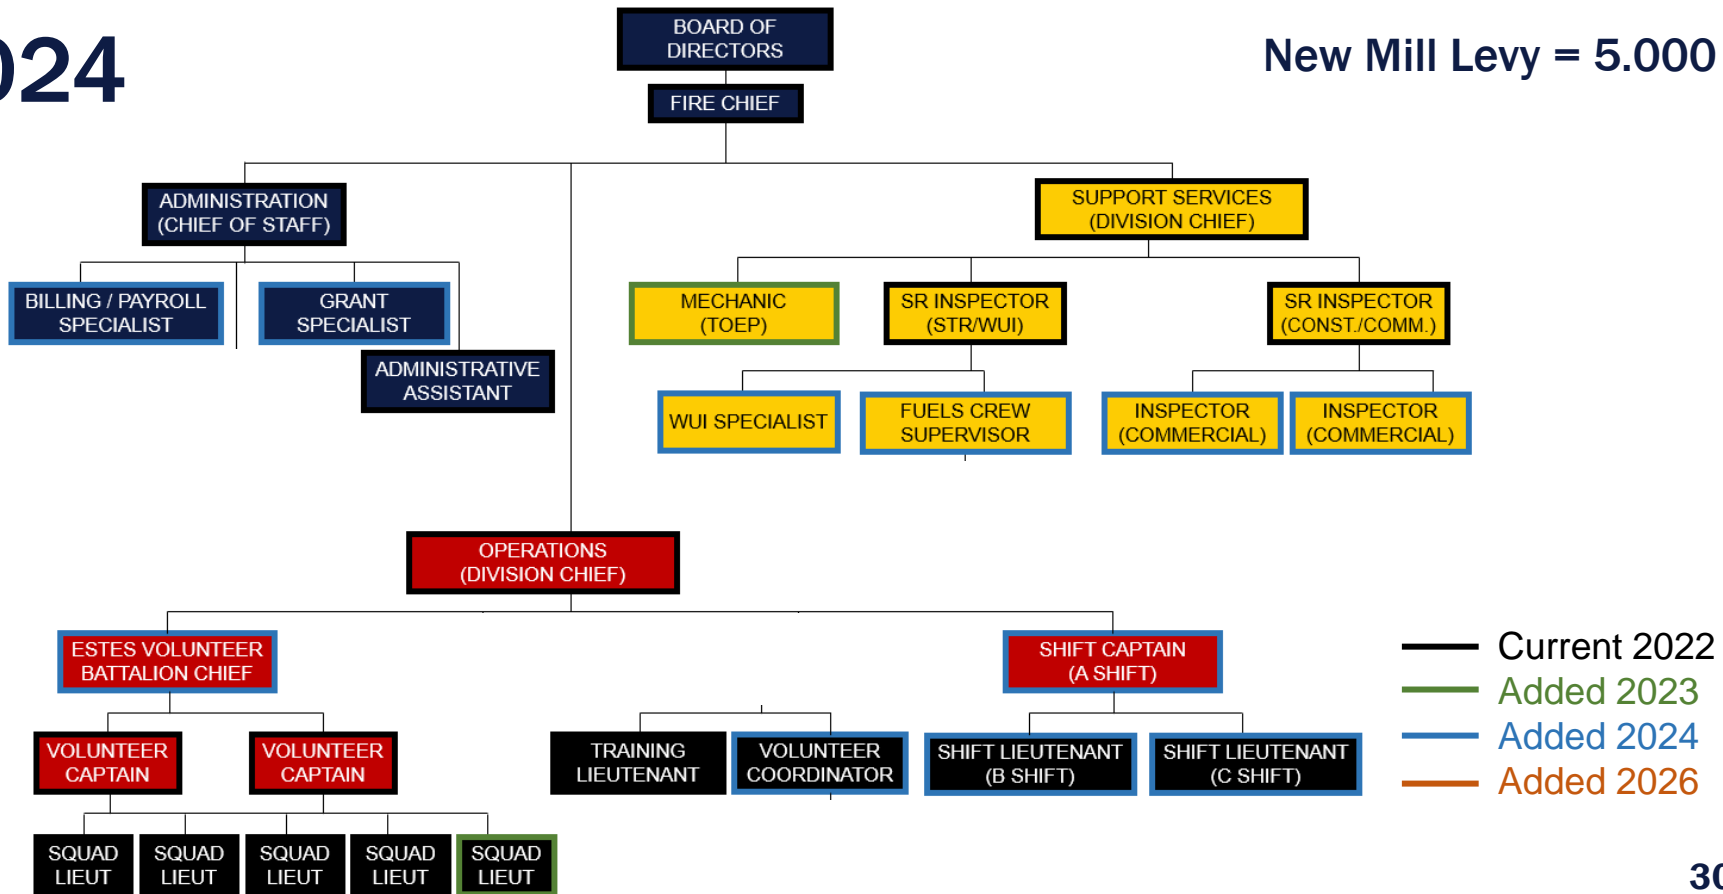 024
New Mill Levy = 5.000
BOARD OF
DIRECTORS
FIRE CHIEF
ADMINISTRATION
(CHIEF OF STAFF)
SUPPORT SERVICES
(DIVISION CHIEF)
BILLING / PAYROLL
SPECIALIST
GRANT
SPECIALIST
ADMINISTRATIVE
ASSISTANT
MECHANIC
(TOEP)
SR INSPECTOR
(STR/WUI)
SR INSPECTOR
(CONST./COMM.)
WUI SPECIALIST
FUELS CREW
SUPERVISOR
INSPECTOR
(COMMERCIAL)
INSPECTOR
(COMMERCIAL)
OPERATIONS
(DIVISION CHIEF)
ESTES VOLUNTEER
BATTALION CHIEF
SHIFT CAPTAIN
(A SHIFT)
VOLUNTEER
CAPTAIN
VOLUNTEER
CAPTAIN
TRAINING
LIEUTENANT
VOLUNTEER
COORDINATOR
SHIFT LIEUTENANT
(B SHIFT)
SHIFT LIEUTENANT
(C SHIFT)
SQUAD
LIEUT
SQUAD
LIEUT
SQUAD
LIEUT
SQUAD
LIEUT
SQUAD
LIEUT
Current 2022
Added 2023
Added 2024
Added 2026
30